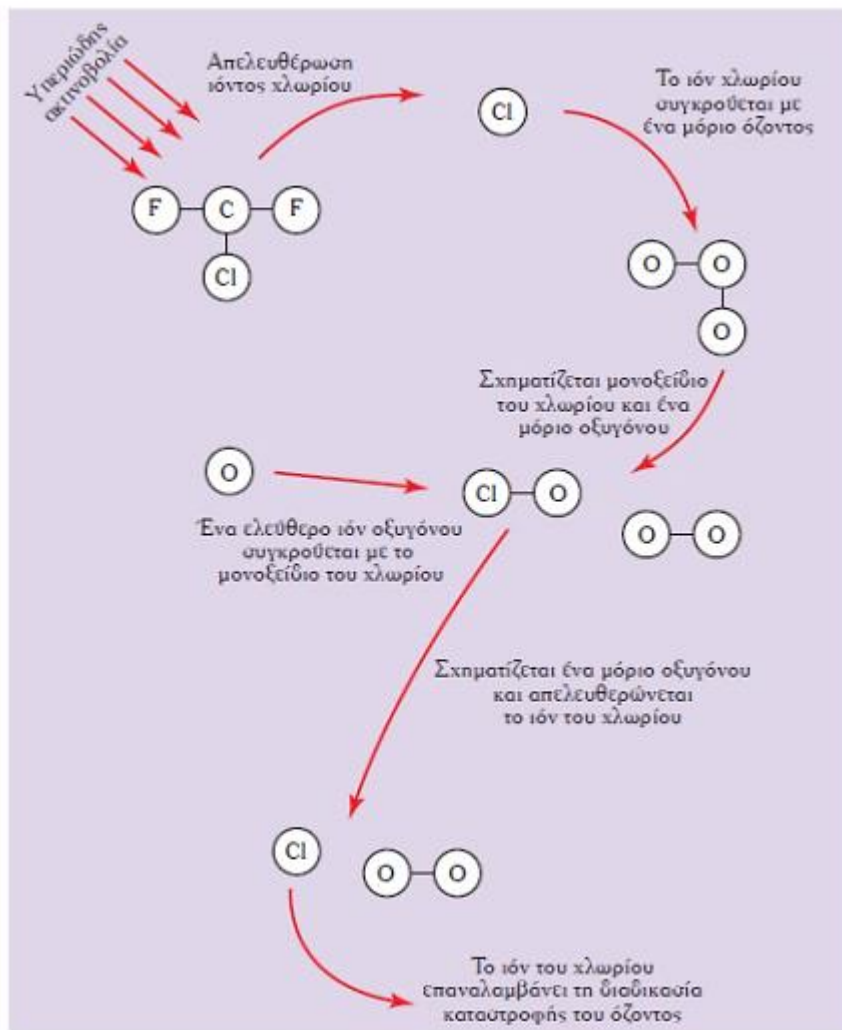 Υπεριώδης
ακτινοβολία
Απελευθέρωση
ιόντος χλωρίου
Cl
Το ιόν χλωρίου
συγκρούεται με
ένα μόριο όζοντος
F C F
Cl
O O
O
Σχηματίζεται μονοξείδιο
του χλωρίου και ένα
μόριο οξυγόνου
O
Cl O
O O
Ένα ελεύθερο ιόν οξυγόνου
συγκρούεται με το
μονοξείδιο του χλωρίου
Σχηματίζεται ένα μόριο οξυγόνου
και απελευθερώνεται
το ιόν του χλωρίου
Cl
O O
Το ιόν του χλωρίου
επαναλαμβάνει τη διαδικασία
καταστροφής του όζοντος